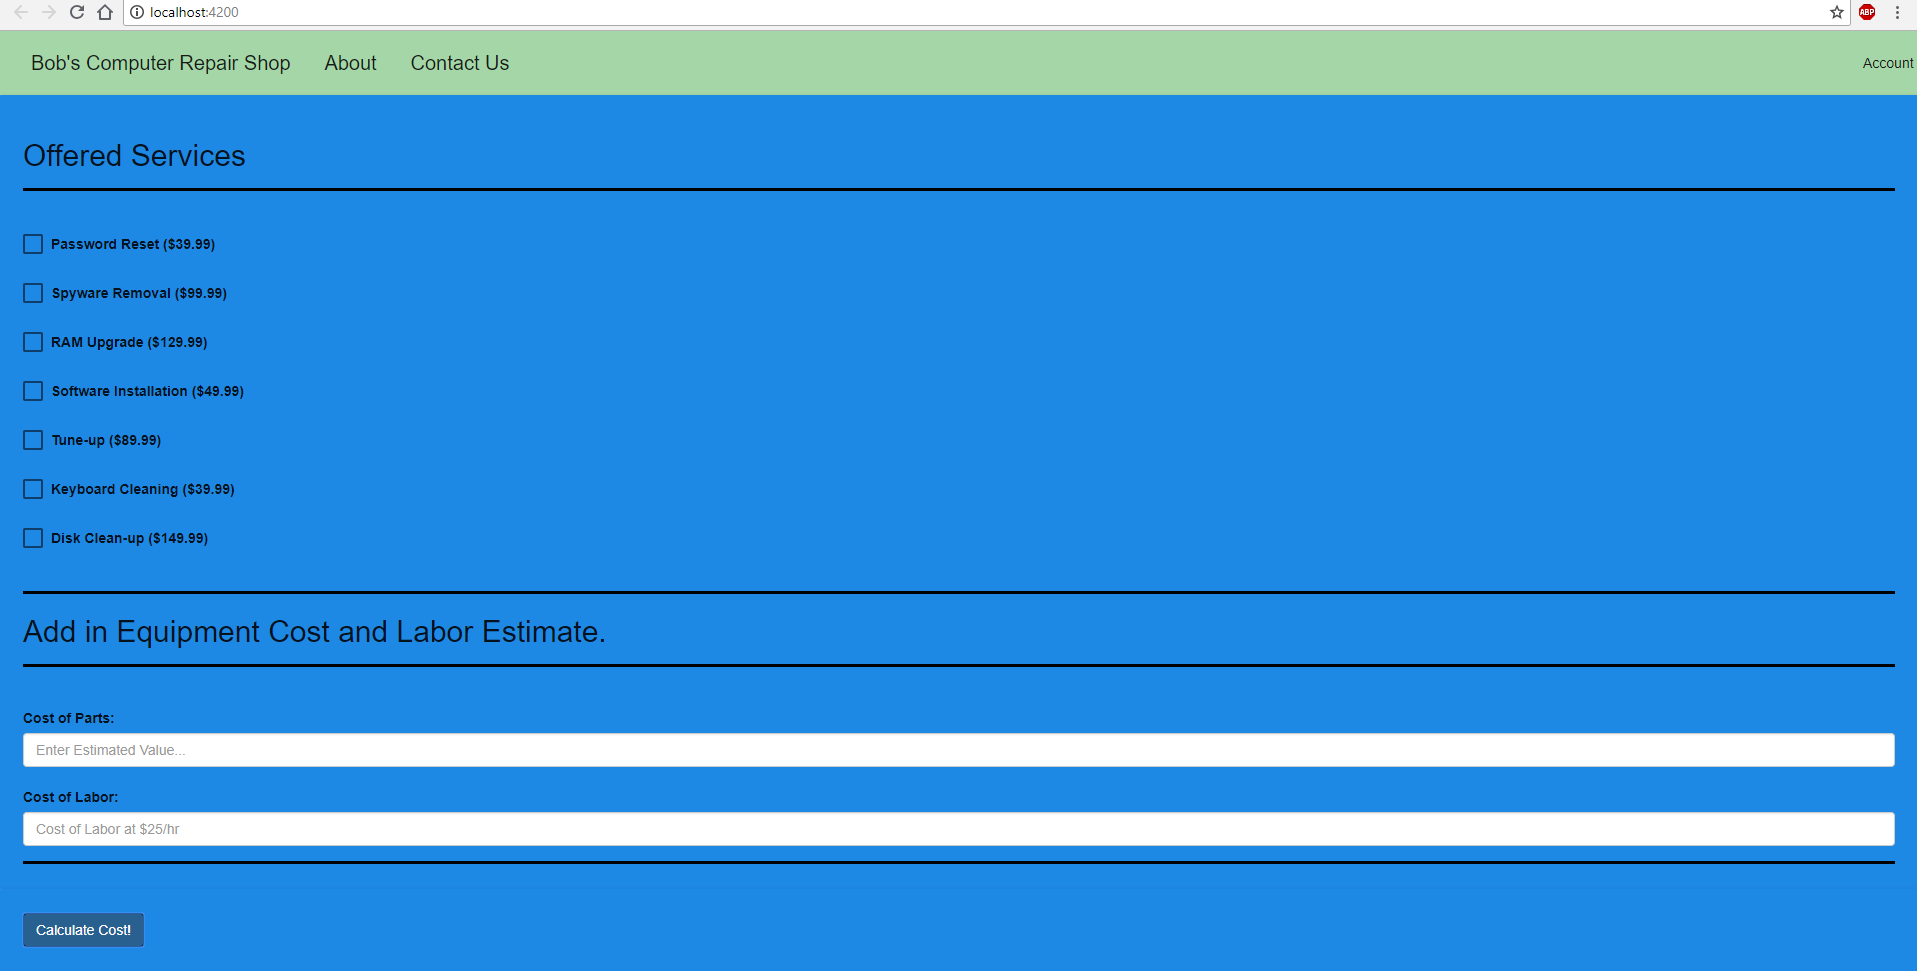 localhost:4200
ABP
Bob's Computer Repair Shop About Contact Us Account
Offered Services
Password Reset ($39.99)
Spyware Removal ($99.99)
RAM Upgrade ($129.99)
Software Installation ($49.99)
Tune-up ($89.99)
Keyboard Cleaning ($39.99)
Disk Clean-up ($149.99)
Add in Equipment Cost and Labor Estimate.
Cost of Parts:
Enter Estimated Value...
Cost of Labor:
Cost of Labor at $25/hr
Calculate Cost!